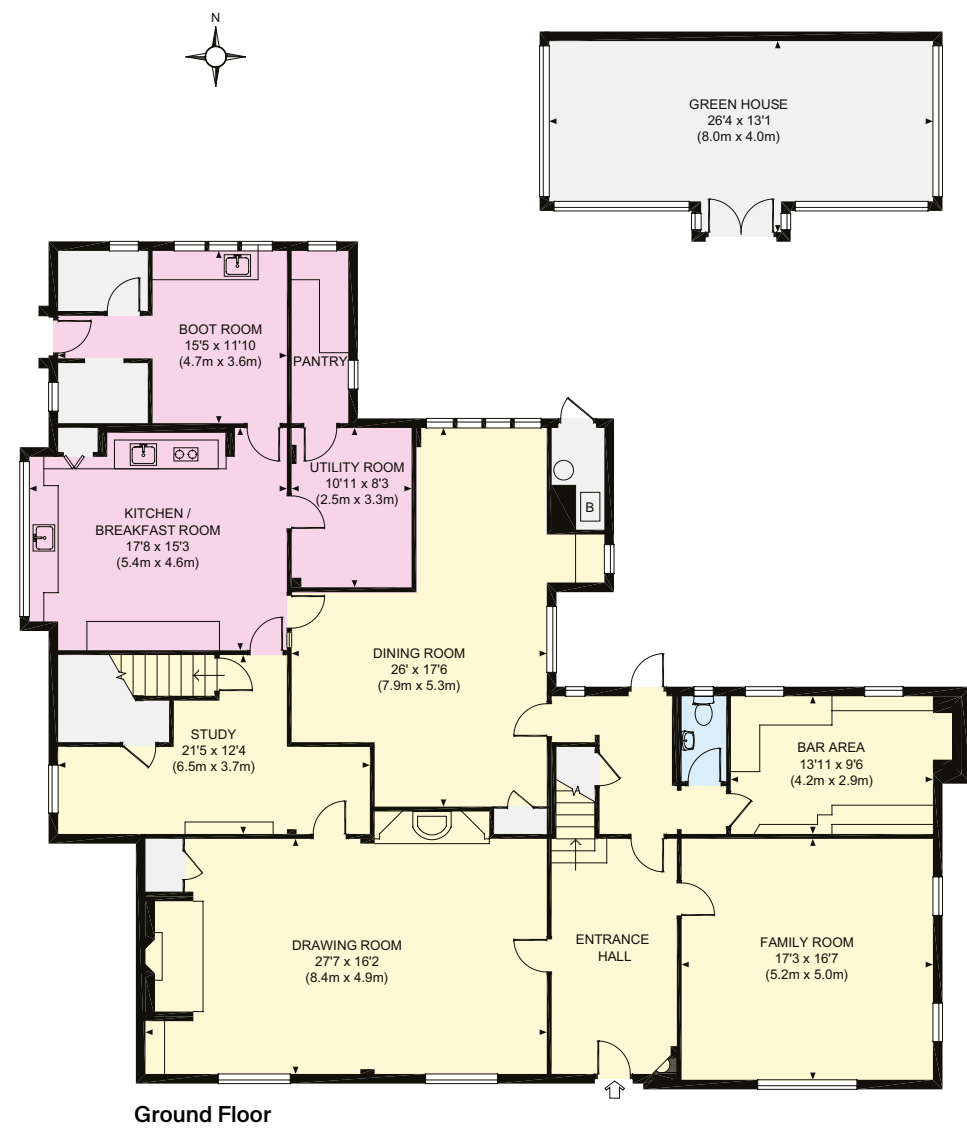 N
GREEN HOUSE
26'4 x 13'1
(8.0m x 4.0m)
BOOT ROOM
15'5 x 11'10
(4.7m x 3.6m)
PANTRY
UTILITY ROOM
10'11 x 8'3
(2.5m x 3.3m)
B
KITCHEN /
BREAKFAST ROOM
17'8 x 15'3
(5.4m x 4.6m)
DINING ROOM
26' x 17'6
(7.9m x 5.3m)
STUDY
21'5 x 12'4
(6.5m x 3.7m)
BAR AREA
13'11 x 9'6
(4.2m x 2.9m)
DRAWING ROOM
27'7 x 16'2
(8.4m x 4.9m)
ENTRANCE
HALL
FAMILY ROOM
17'3 x 16'7
(5.2m x 5.0m)
Ground Floor